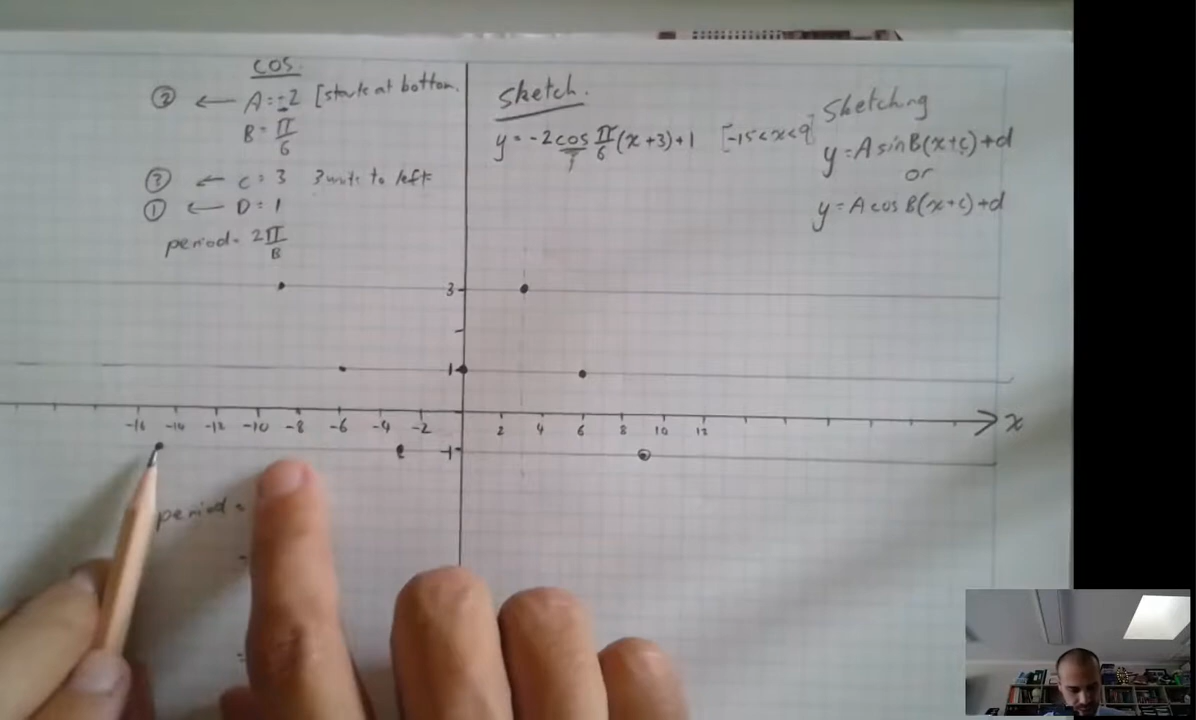 cos.
② ← A = -2 [starts at bottom.
B = π/6
③ ← C = 3 3 units to left
① ← D = 1
period = 2π/B
Sketch.
y = -2 cos π/6 (x+3)+1 [-15<x<9]
Sketching
y = A sin B(x+c)+d
or
y = A cos B(x+c)+d
3
1
-16 -14 -12 -10 -8 -6 -4 -2 2 4 6 8 10 12 x
-1
period =
=
=